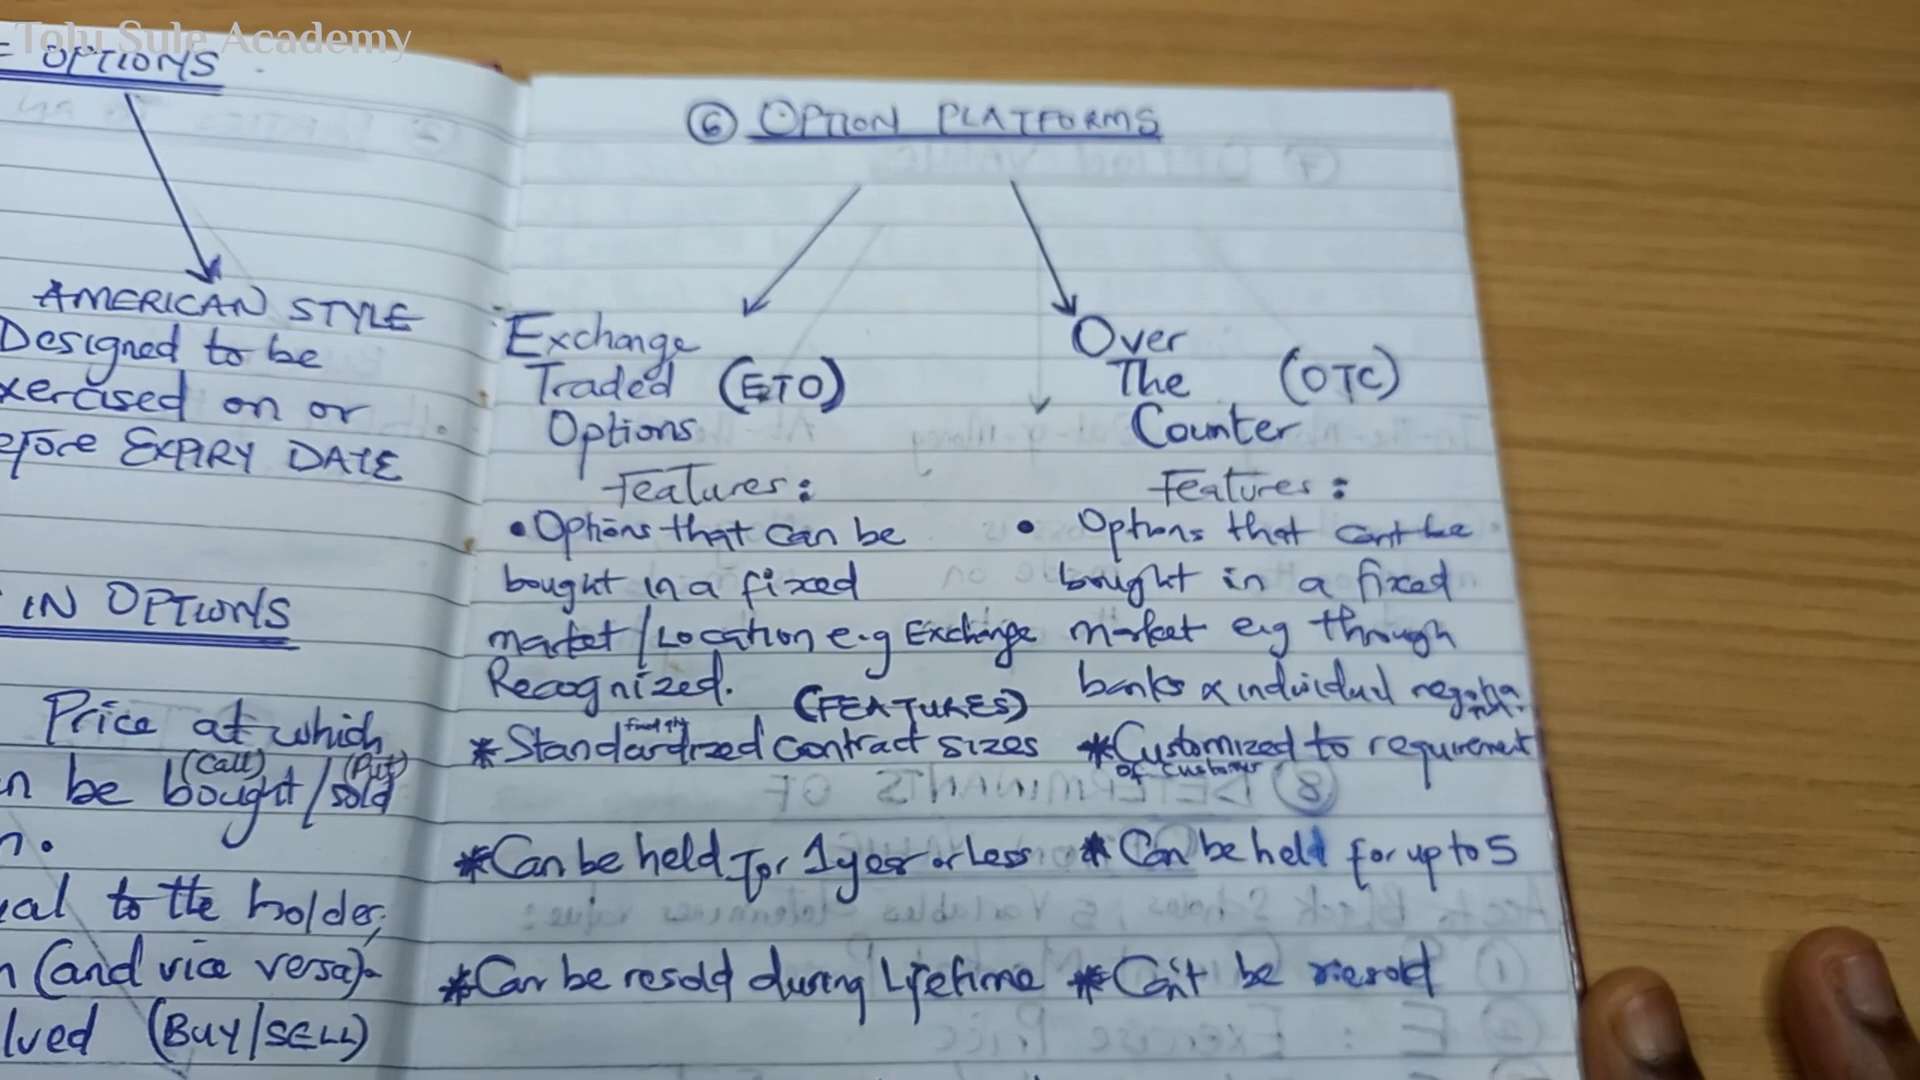 Tolu Sule Academy
OPTIONS
AMERICAN STYLE
Designed to be
xercised on or
efore EXPIRY DATE
IN OPTIONS
Price at which
(Call) (Put)
n be bought/sold
n.
al to the holder,
n (and vice versa)
lved (BUY/SELL)
6 OPTION PLATFORMS
Exchange
Traded (ETO)
Options
Features:
• Options that can be
bought in a fixed
market/Location e.g Exchange
Recognized.
(FEATURES)
* Standardized contract sizes
* Can be held for 1 year or Less
* Can be resold during Lifetime
Over
The (OTC)
Counter
Features:
• Options that can't be
bought in a fixed
market e.g through
banks & individual
* Customized to requirement
of customer
* Can be held for up to 5
* Can't be resold